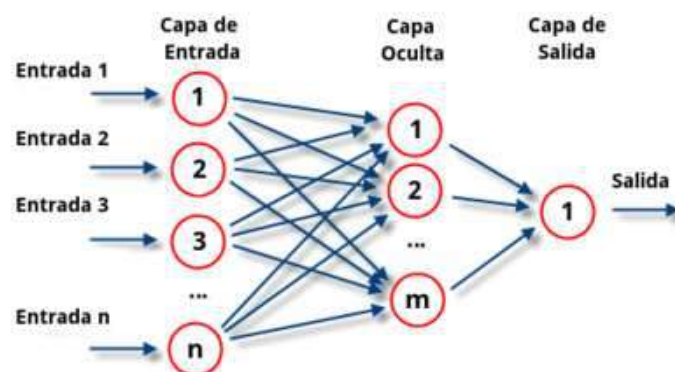 Capa de
Entrada
Capa
Oculta
Capa de
Salida
Entrada 1
Entrada 2
Entrada 3
Entrada n
1
2
3
...
n
1
2
...
m
1
Salida